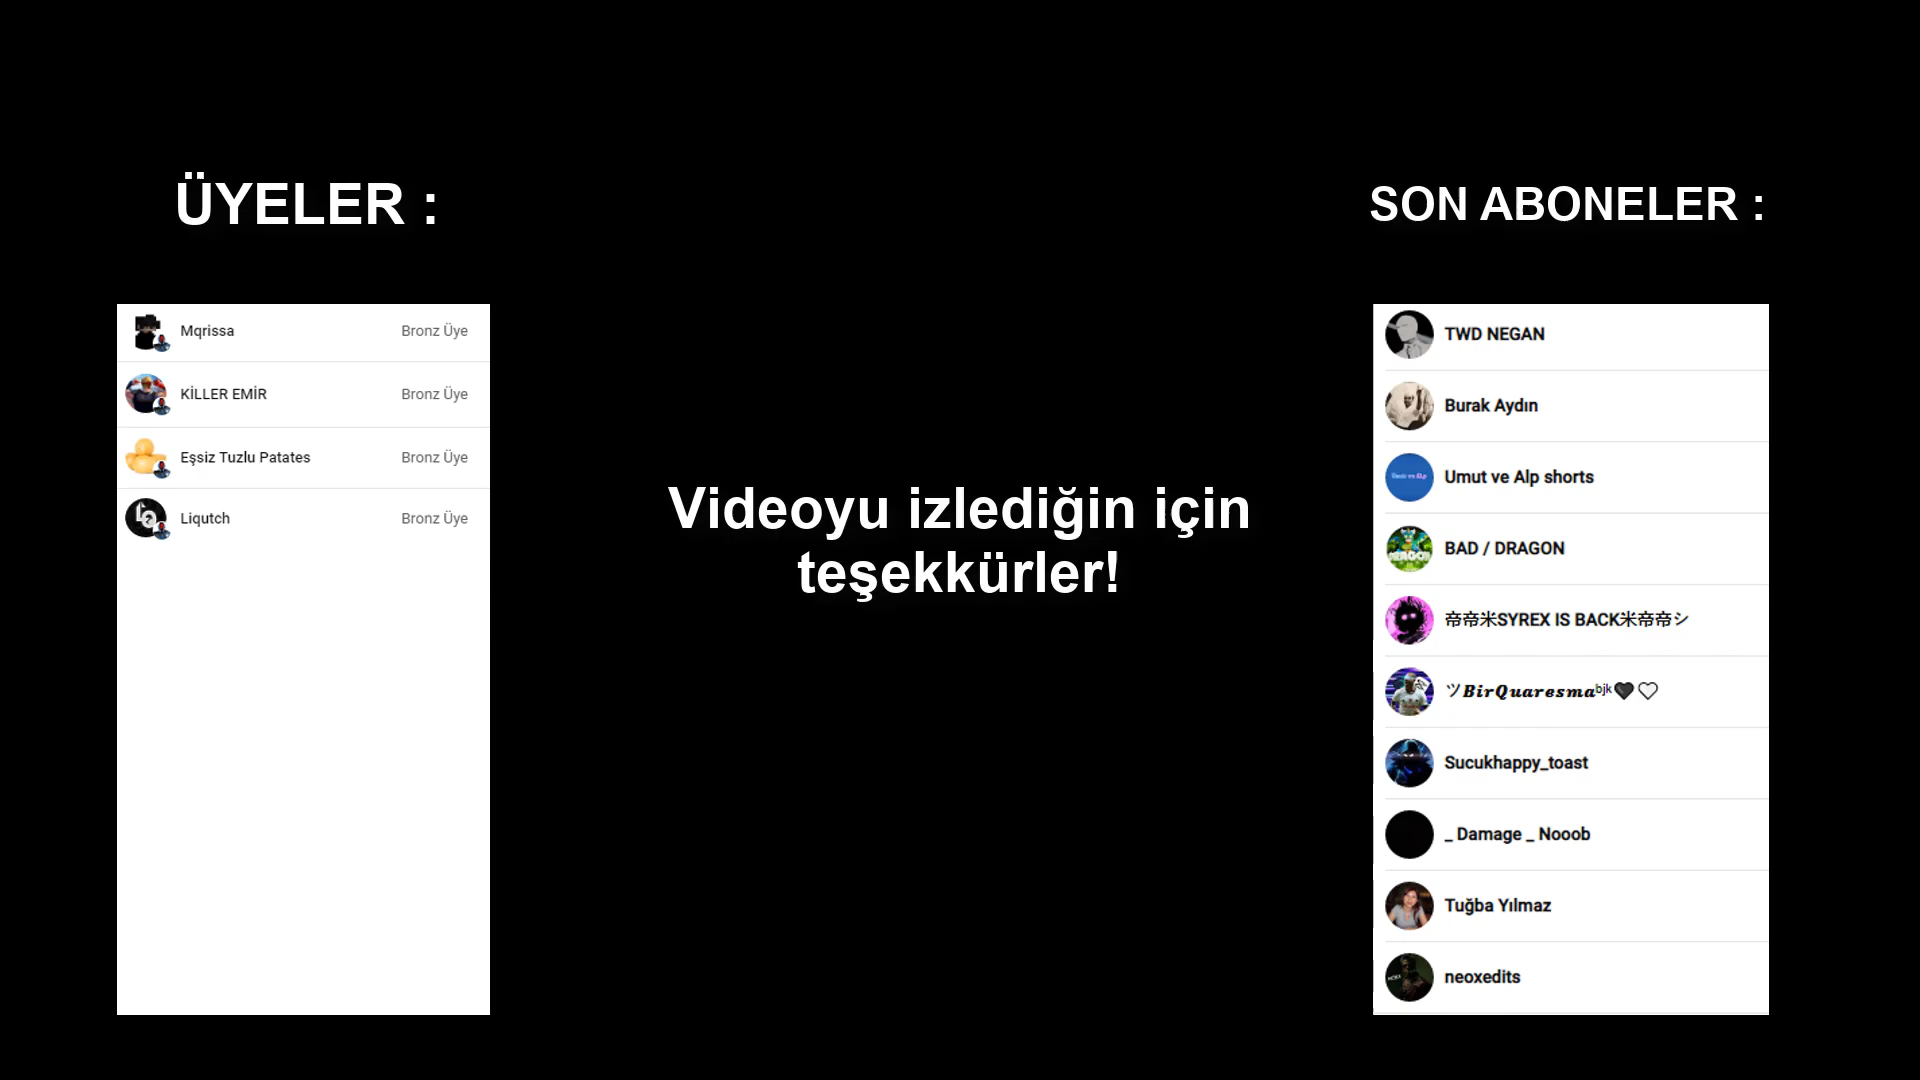 ÜYELER :
Mqrissa Bronz Üye
KİLLER EMİR Bronz Üye
Eşsiz Tuzlu Patates Bronz Üye
Liqutch Bronz Üye
Videoyu izlediğin için
teşekkürler!
SON ABONELER :
TWD NEGAN
Burak Aydın
Umut ve Alp shorts
BAD / DRAGON
帝帝米SYREX IS BACK米帝帝シ
ツ𝑩𝒊𝒓𝑸𝒖𝒂𝒓𝒆𝒔𝒎𝒂ᵇʲᵏ🖤🤍
Sucukhappy_toast
_ Damage _ Nooob
Tuğba Yılmaz
neoxedits